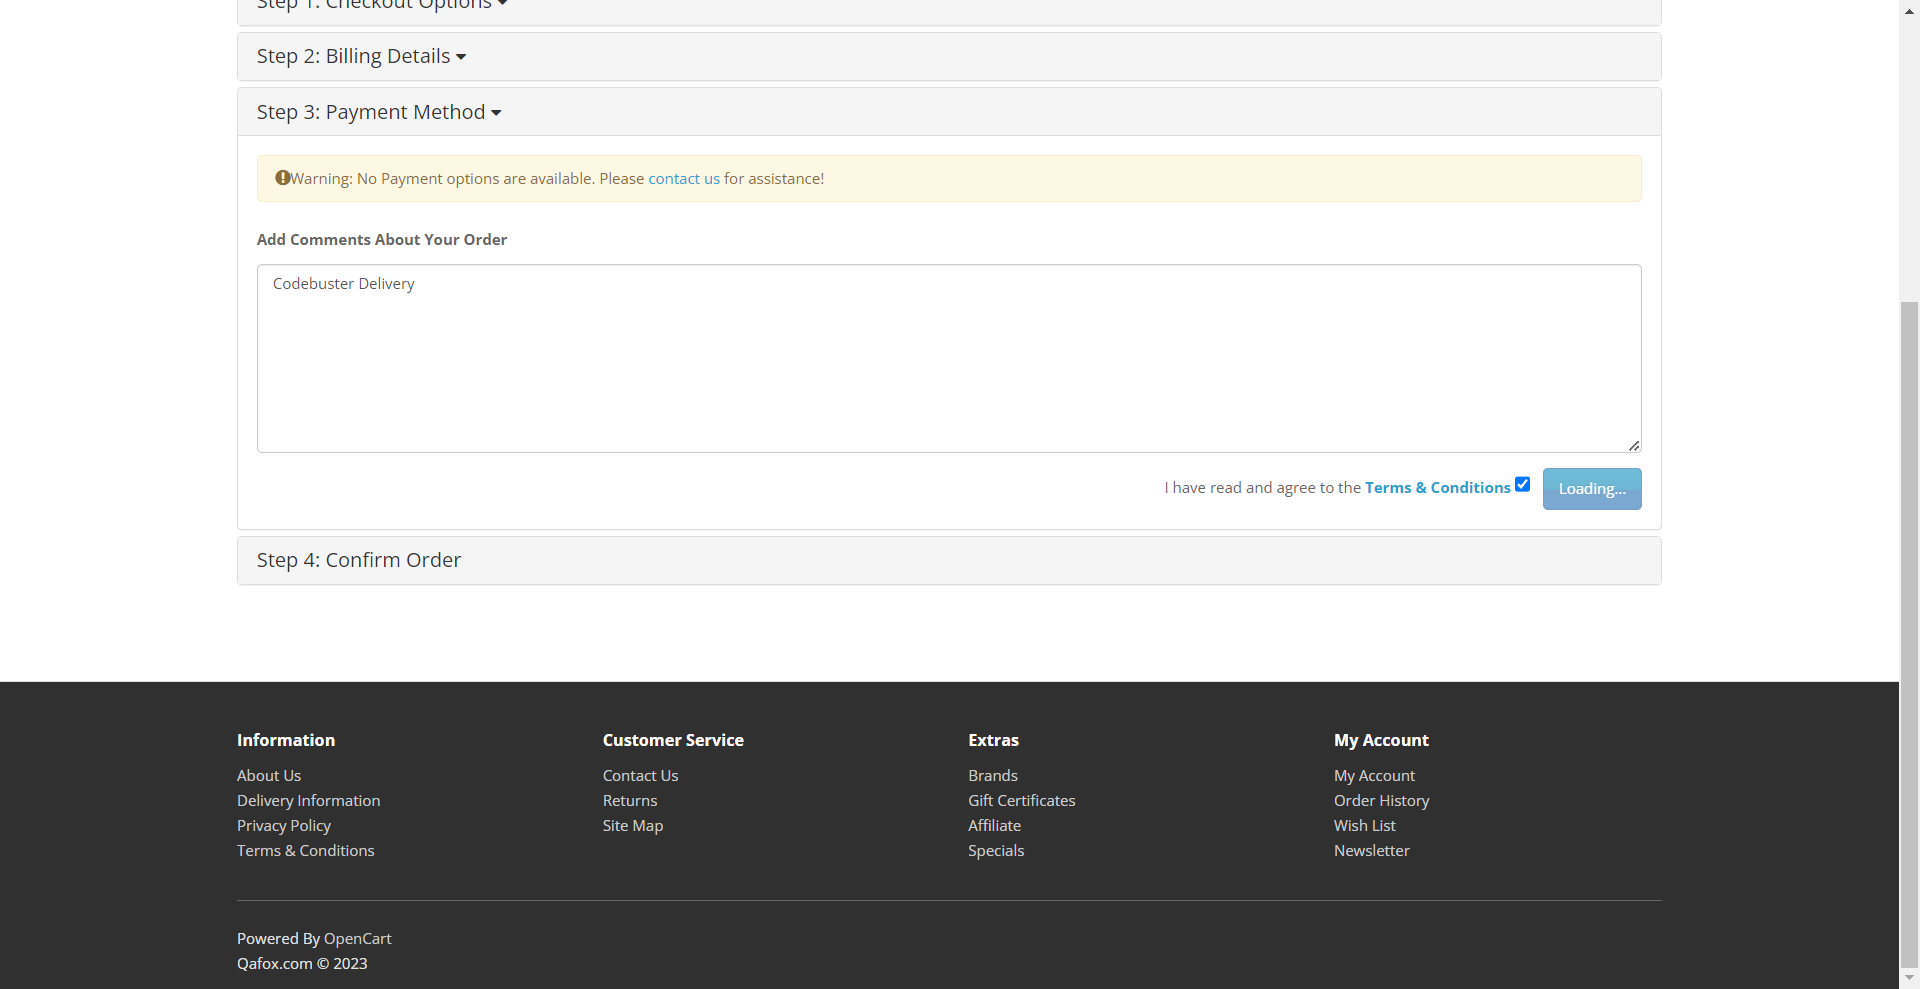 Step 1: Checkout Options
Step 2: Billing Details
Step 3: Payment Method
Warning: No Payment options are available. Please contact us for assistance!
Add Comments About Your Order
Codebuster Delivery
I have read and agree to the Terms & Conditions
Loading...
Step 4: Confirm Order
Information
About Us
Delivery Information
Privacy Policy
Terms & Conditions
Customer Service
Contact Us
Returns
Site Map
Extras
Brands
Gift Certificates
Affiliate
Specials
My Account
My Account
Order History
Wish List
Newsletter
Powered By OpenCart
Qafox.com © 2023